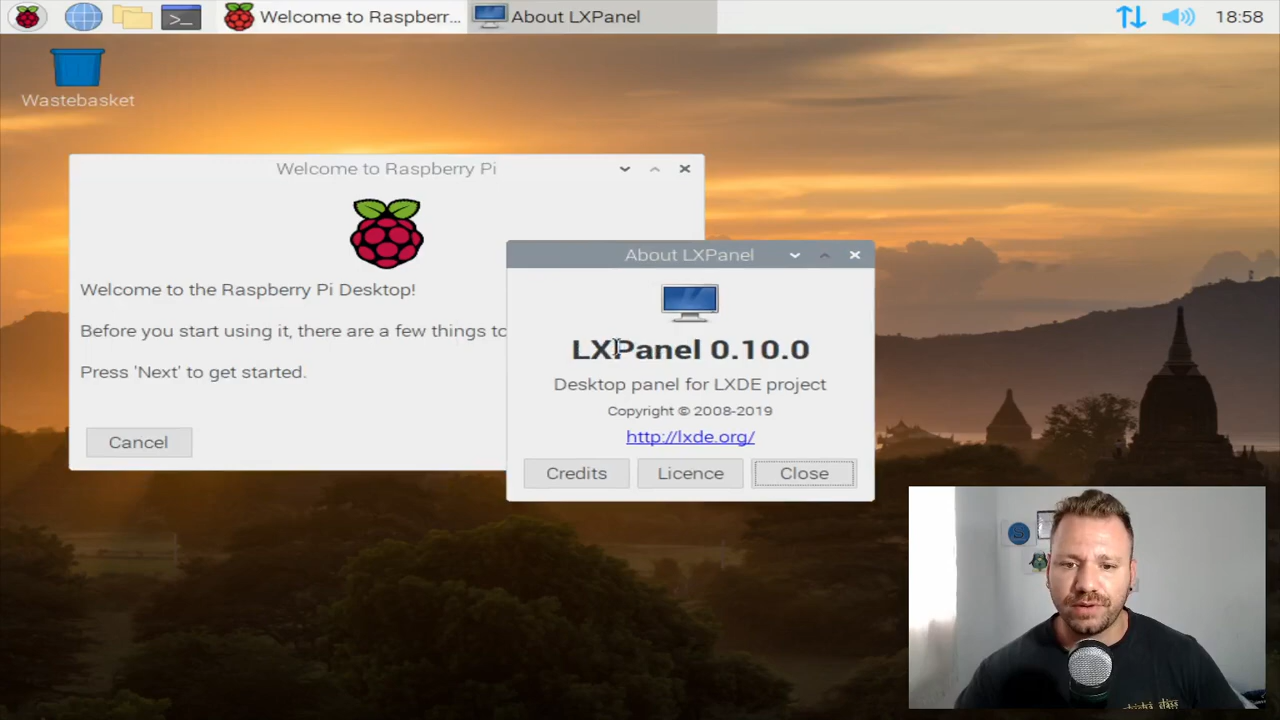 Welcome to Raspberr...
About LXPanel
18:58
Wastebasket
Welcome to Raspberry Pi
Welcome to the Raspberry Pi Desktop!
Before you start using it, there are a few things to
Press 'Next' to get started.
Cancel
About LXPanel
LXPanel 0.10.0
Desktop panel for LXDE project
Copyright © 2008-2019
http://lxde.org/
Credits
Licence
Close